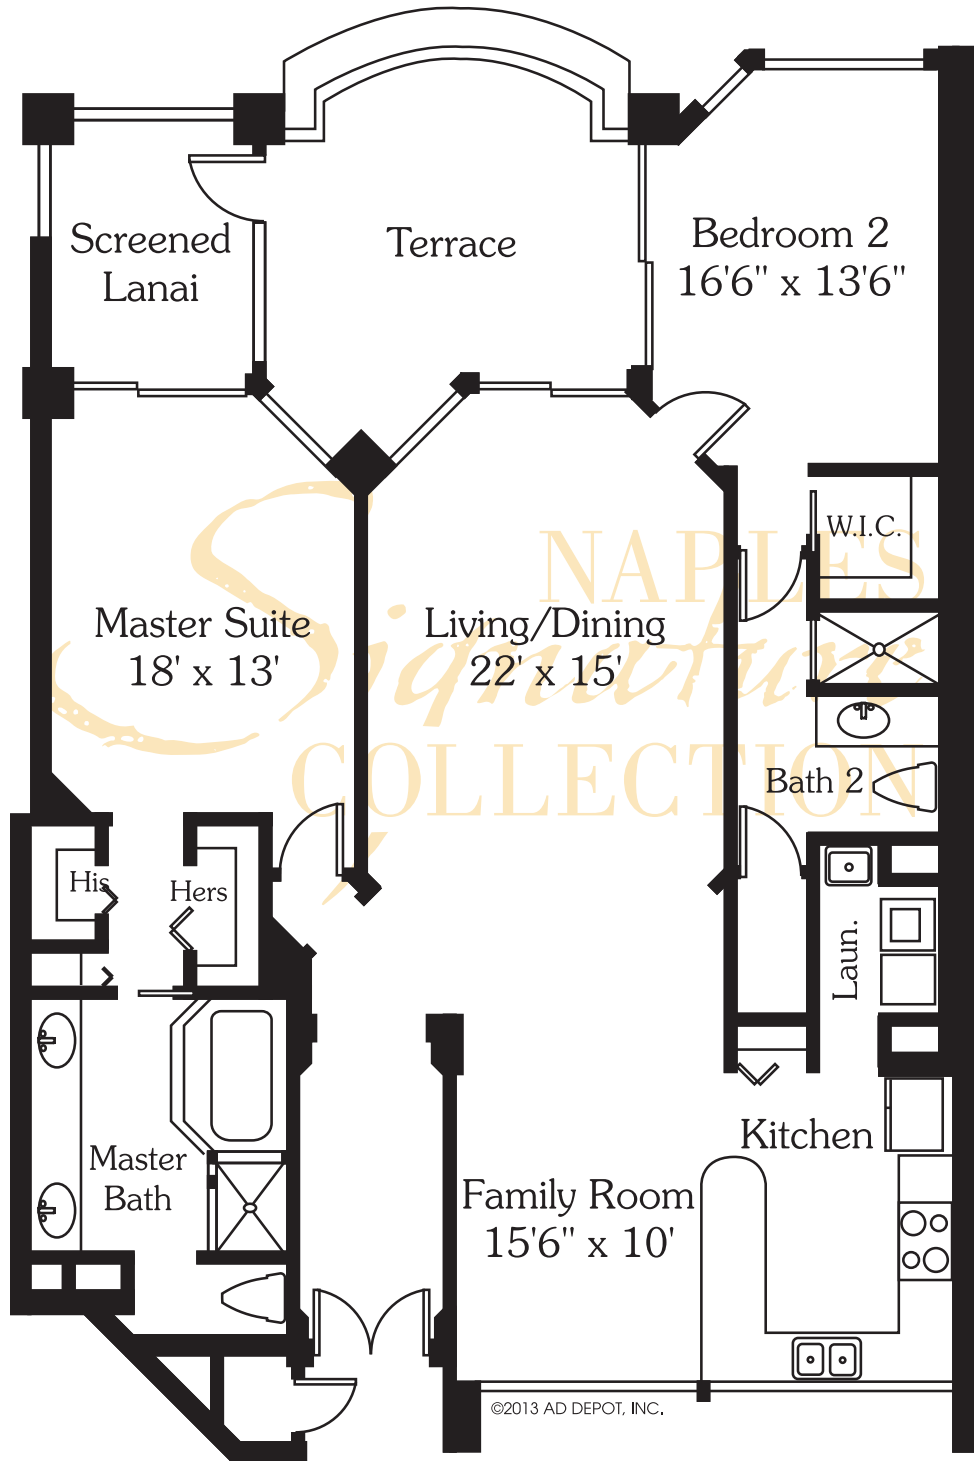 Screened
Lanai
Terrace
Bedroom 2
16'6" x 13'6"
W.I.C.
NAPLES
Signature
COLLECTION
Master Suite
18' x 13'
Living/Dining
22' x 15'
Bath 2
His
Hers
Laun.
Master
Bath
Kitchen
Family Room
15'6" x 10'
©2013 AD DEPOT, INC.